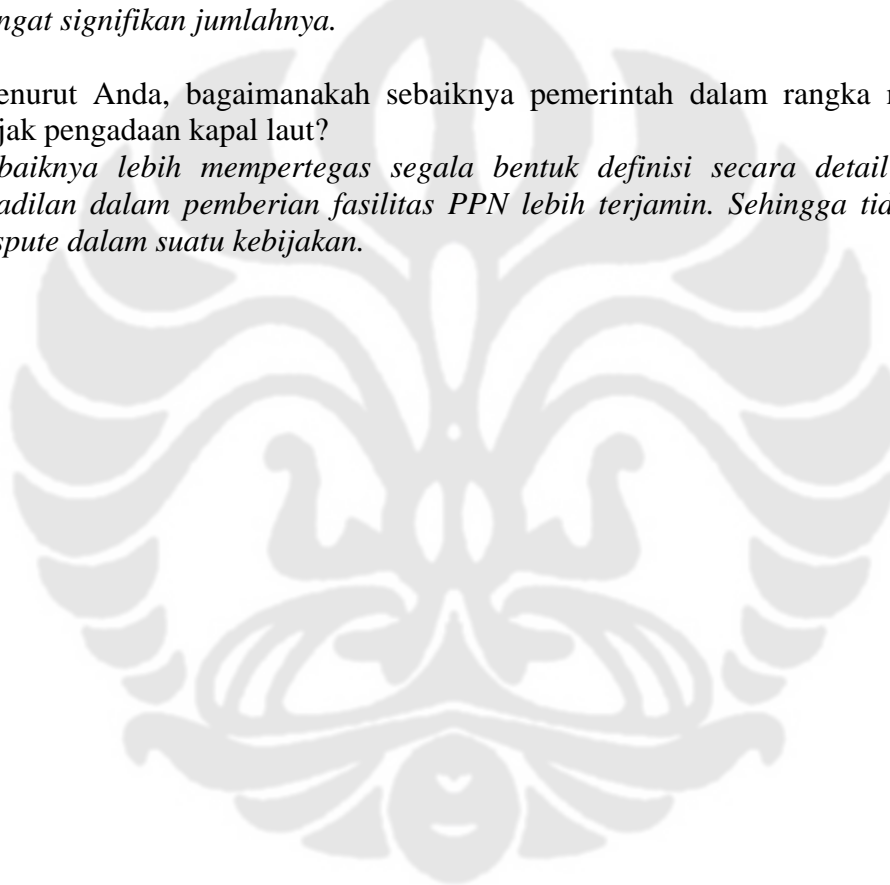 ngat signifikan jumlahnya.
enurut Anda, bagaimanakah sebaiknya pemerintah dalam rangka
jak pengadaan kapal laut?
baiknya lebih mempertegas segala bentuk definisi secara detail
adilan dalam pemberian fasilitas PPN lebih terjamin. Sehingga
spute dalam suatu kebijakan.